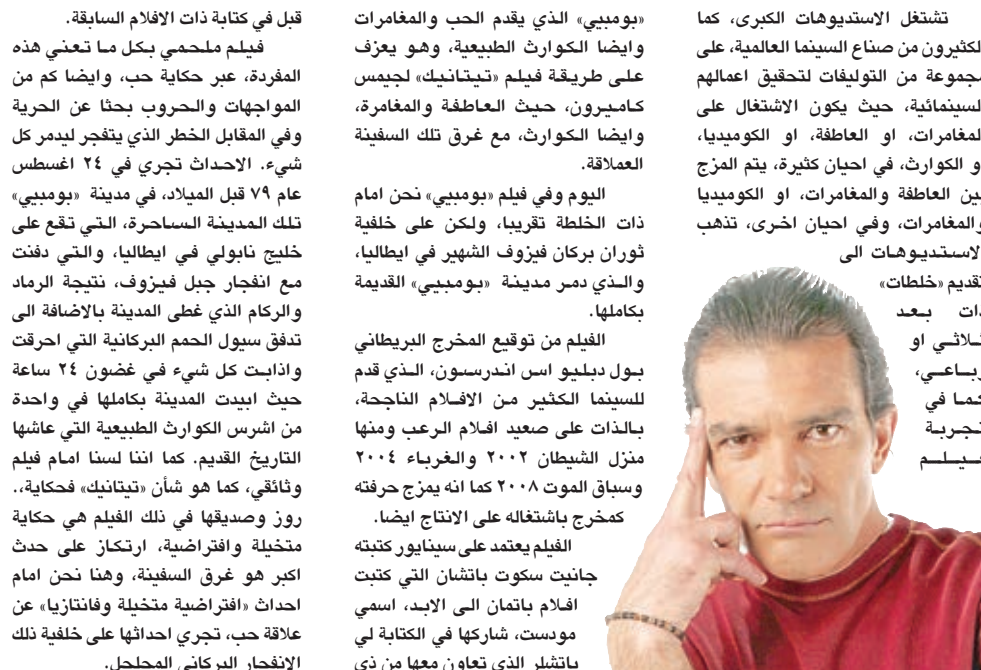 تشتغل الاستديوهات الكبرى، كما
الكثيرون من صناع السينما العالمية، على
مجموعة من التوليفات لتحقيق اعمالهم
السينمائية، حيث يكون الاشتغال على
المغامرات، او العاطفة، او الكوميديا،
او الكوارث، في احيان كثيرة، يتم المزج
بين العاطفة والمغامرات، او الكوميديا
والمغامرات، وفي احيان اخرى، تذهب
الاستديوهات الى
تقديم «خلطات»
ذات بعد
ثلاثي او
رباعي،
كما في
تجربة
فيلم
«بومبيي» الذي يقدم الحب والمغامرات
وايضا الكوارث الطبيعية، وهو يعزف
على طريقة فيلم «تيتانيك» لجيمس
كاميرون، حيث العاطفة والمغامرة،
وايضا الكوارث، مع غرق تلك السفينة
العملاقة.
اليوم وفي فيلم «بومبيي» نحن امام
ذات الخلطة تقريبا، ولكن على خلفية
ثوران بركان فيزوف الشهير في ايطاليا،
والذي دمر مدينة «بومبيي» القديمة
بكاملها.
الفيلم من توقيع المخرج البريطاني
بول دبليو اس اندرسون، الذي قدم
للسينما الكثير من الافلام الناجحة،
بالذات على صعيد افلام الرعب ومنها
منزل الشيطان ٢٠٠٢ والغرباء ٢٠٠٤
وسباق الموت ٢٠٠٨ كما انه يمزج حرفته
كمخرج باشتغاله على الانتاج ايضا.
الفيلم يعتمد على سينايور كتبته
جانيت سكوت باتشان التي كتبت
افلام باتمان الى الابد، اسمي
مودست، شاركها في الكتابة لي
باتشلر الذي تعاون معها من ذي
قبل في كتابة ذات الافلام السابقة.
فيلم ملحمي بكل ما تعني هذه
المفردة، عبر حكاية حب، وايضا كم من
المواجهات والحروب بحثا عن الحرية
وفي المقابل الخطر الذي يتفجر ليدمر كل
شيء. الاحداث تجري في ٢٤ اغسطس
عام ٧٩ قبل الميلاد، في مدينة «بومبيي»
تلك المدينة الساحرة، التي تقع على
خليج نابولي في ايطاليا، والتي دفنت
مع انفجار جبل فيزوف، نتيجة الرماد
والركام الذي غطى المدينة بالاضافة الى
تدفق سيول الحمم البركانية التي احرقت
واذابت كل شيء في غضون ٢٤ ساعة
حيث ابيدت المدينة بكاملها في واحدة
من اشرس الكوارث الطبيعية التي عاشها
التاريخ القديم. كما اننا لسنا امام فيلم
وثائقي، كما هو شأن «تيتانيك» فحكاية،.
روز وصديقها في ذلك الفيلم هي حكاية
متخيلة وافتراضية، ارتكاز على حدث
اكبر هو غرق السفينة، وهنا نحن امام
احداث «افتراضية متخيلة وفانتازيا» عن
علاقة حب، تجري احداثها على خلفية ذلك
الانفجار البركاني المجلجل.